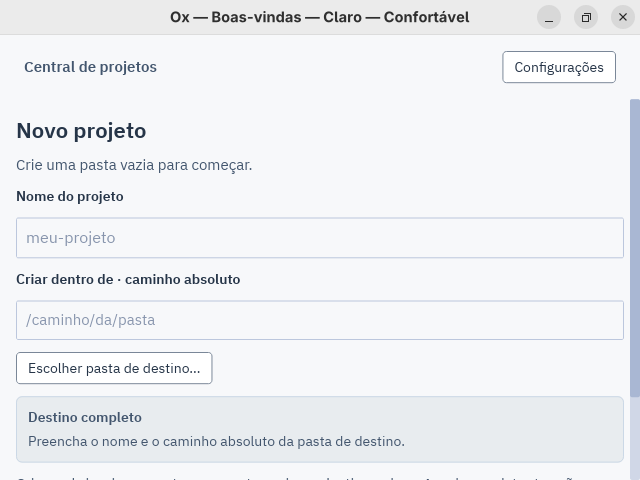 Ox — Boas-vindas — Claro — Confortável
Central de projetos
Configurações
Novo projeto
Crie uma pasta vazia para começar.
Nome do projeto
meu-projeto
Criar dentro de · caminho absoluto
/caminho/da/pasta
Escolher pasta de destino...
Destino completo
Preencha o nome e o caminho absoluto da pasta de destino.